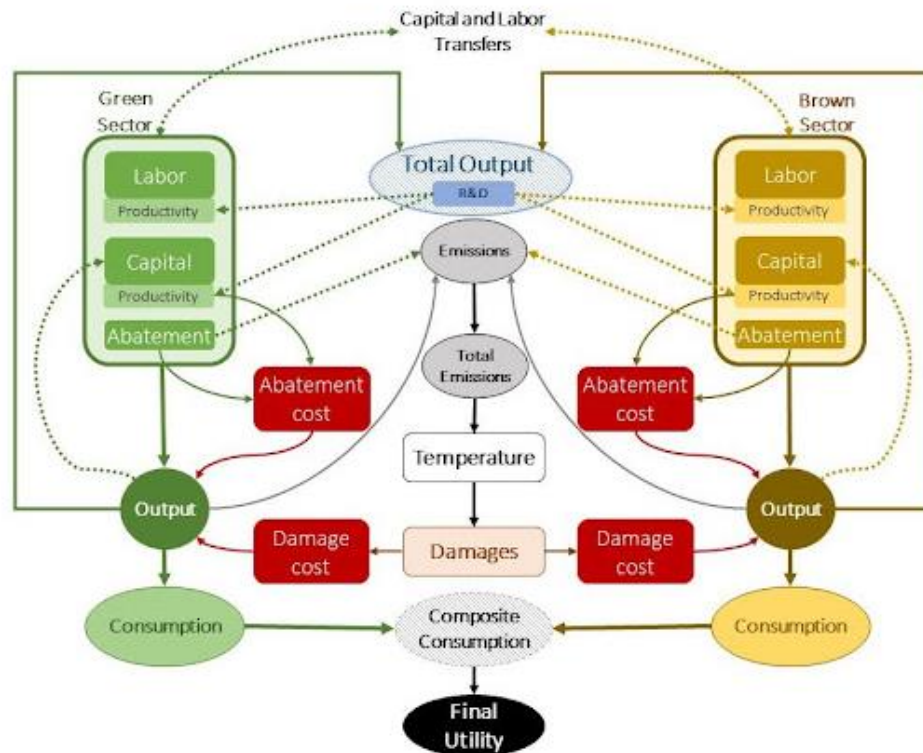 Capital and Labor
Transfers
Green
Sector
Brown
Sector
Labor
Productivity
Capital
Productivity
Abatement
Total Output
R&D
Labor
Productivity
Capital
Productivity
Abatement
Emissions
Total
Emissions
Abatement
cost
Abatement
cost
Temperature
Output
Output
Damage
cost
Damages
Damage
cost
Consumption
Composite
Consumption
Consumption
Final
Utility